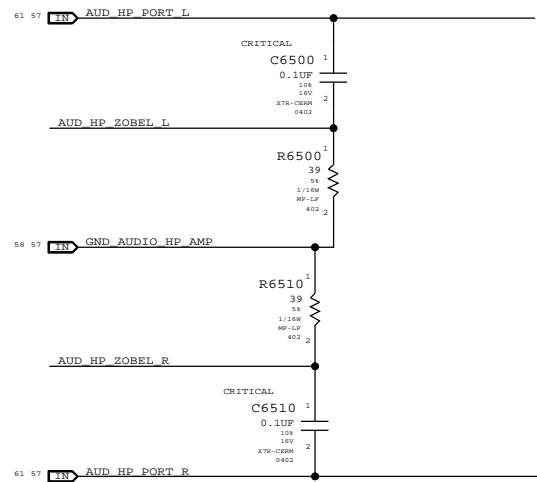 61 57 IN AUD_HP_PORT_L
CRITICAL
C6500 1
0.1UF
10%
16V
X7R-CERM 2
0402
AUD_HP_ZOBEL_L
R6500 1
39
5%
1/16W
MF-LF
402 2
58 57 IN GND_AUDIO_HP_AMP
R6510 1
39
5%
1/16W
MF-LF
402 2
AUD_HP_ZOBEL_R
CRITICAL
C6510 1
0.1UF
10%
16V 2
X7R-CERM
0402
61 57 IN AUD_HP_PORT_R